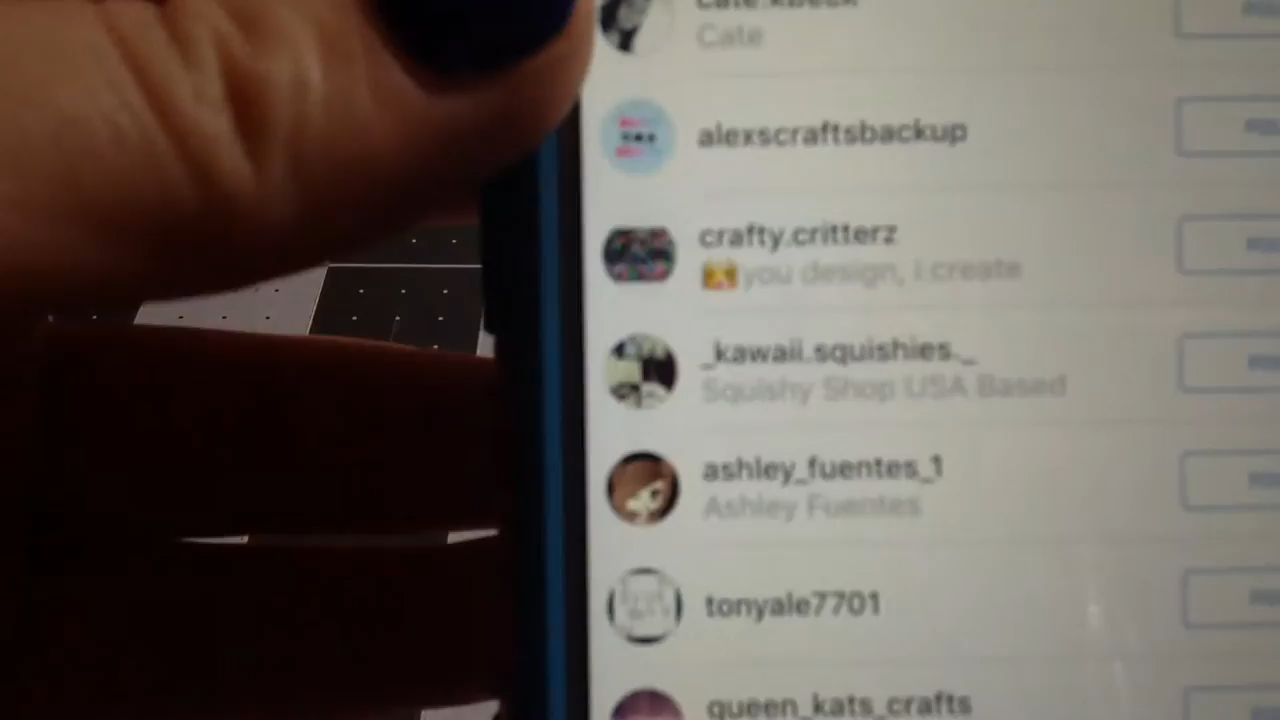 Cate
alexscraftsbackup
crafty.critterz
you design, i create
_kawaii.squishies._
Squishy Shop USA Based
ashley_fuentes_1
Ashley Fuentes
tonyale7701
queen_kats_crafts